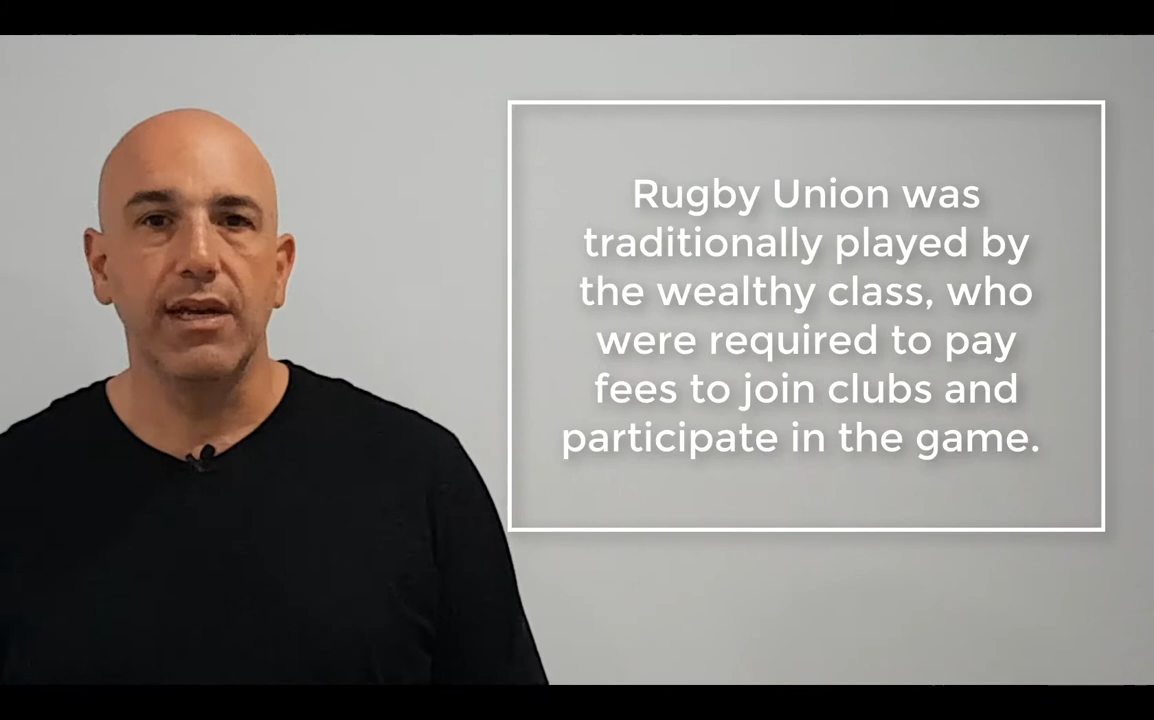 Rugby Union was
traditionally played by
the wealthy class, who
were required to pay
fees to join clubs and
participate in the game.